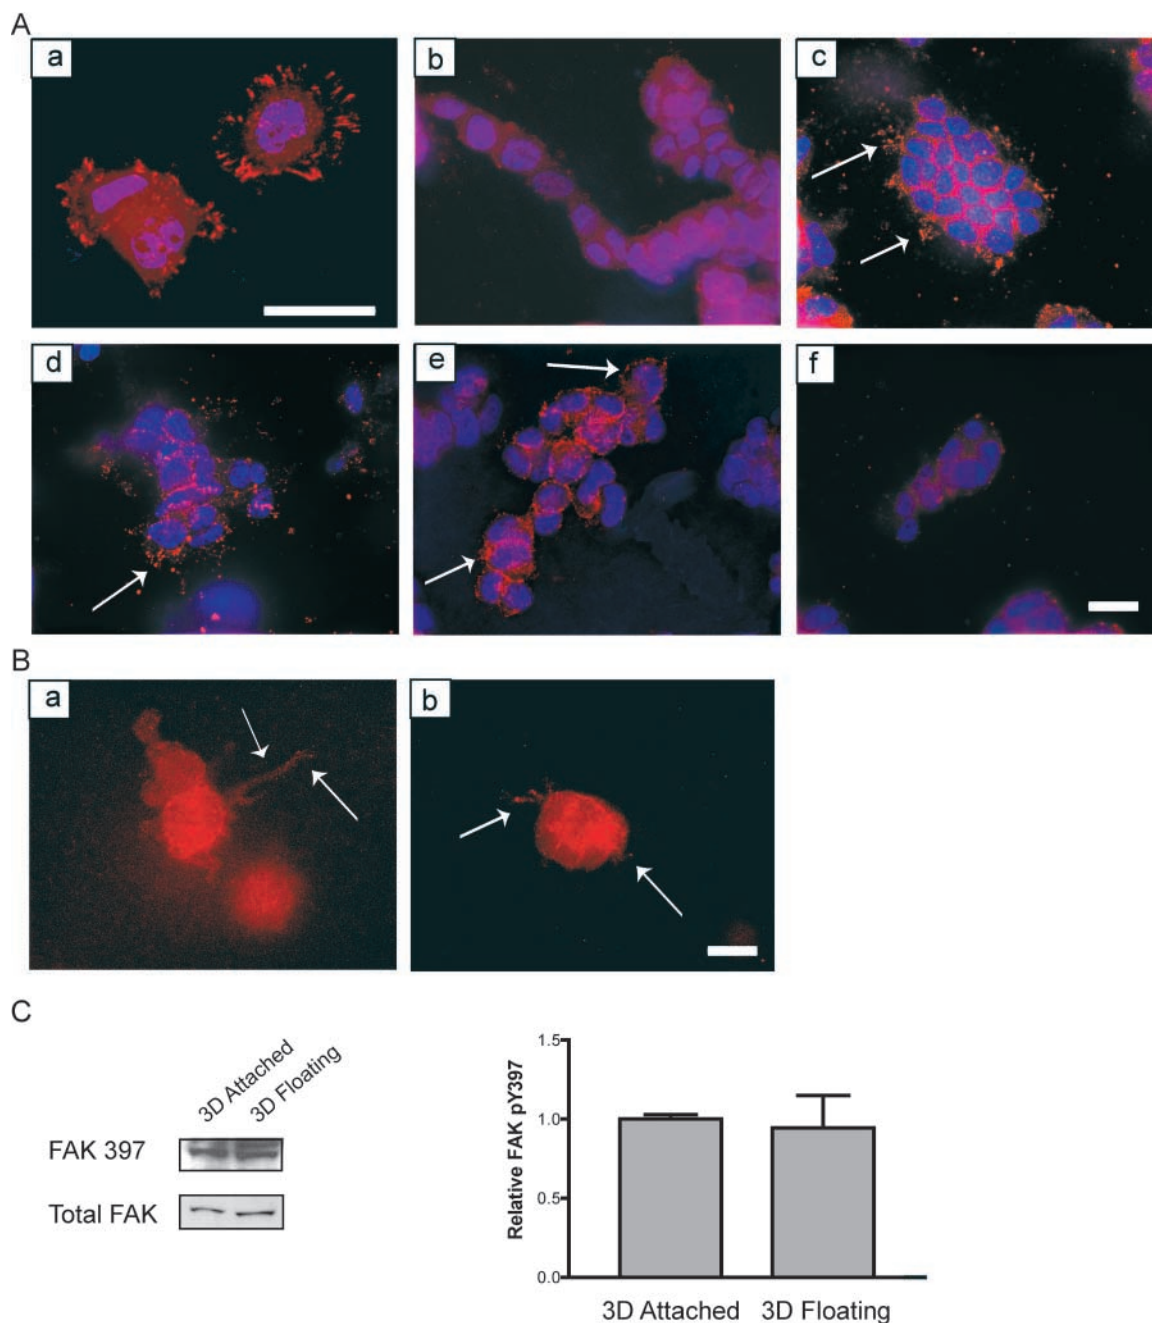 A
a
b
c
d
e
f
B
a
b
C
3D Attached
3D Floating
FAK 397
Total FAK
Relative FAK pY397
1.5
1.0
0.5
0.0
3D Attached 3D Floating